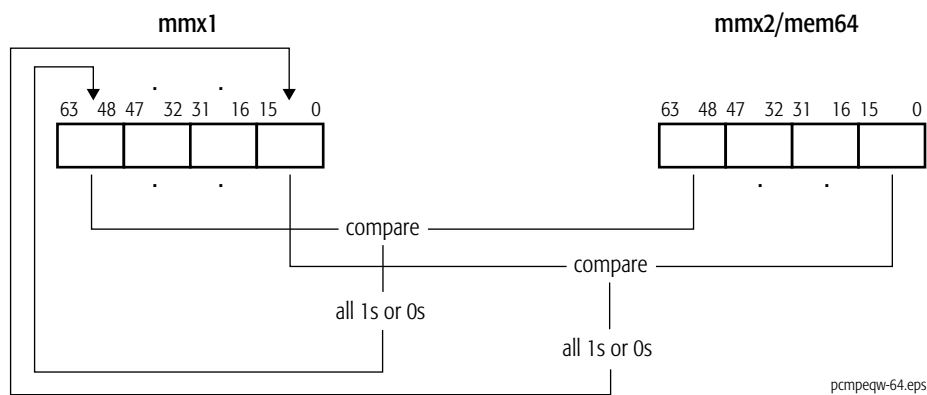 mmx1 mmx2/mem64
. .
63 48 47 32 31 16 15 0 63 48 47 32 31 16 15 0
. . . .
compare
compare
all 1s or 0s
all 1s or 0s
pcmpeqw-64.eps